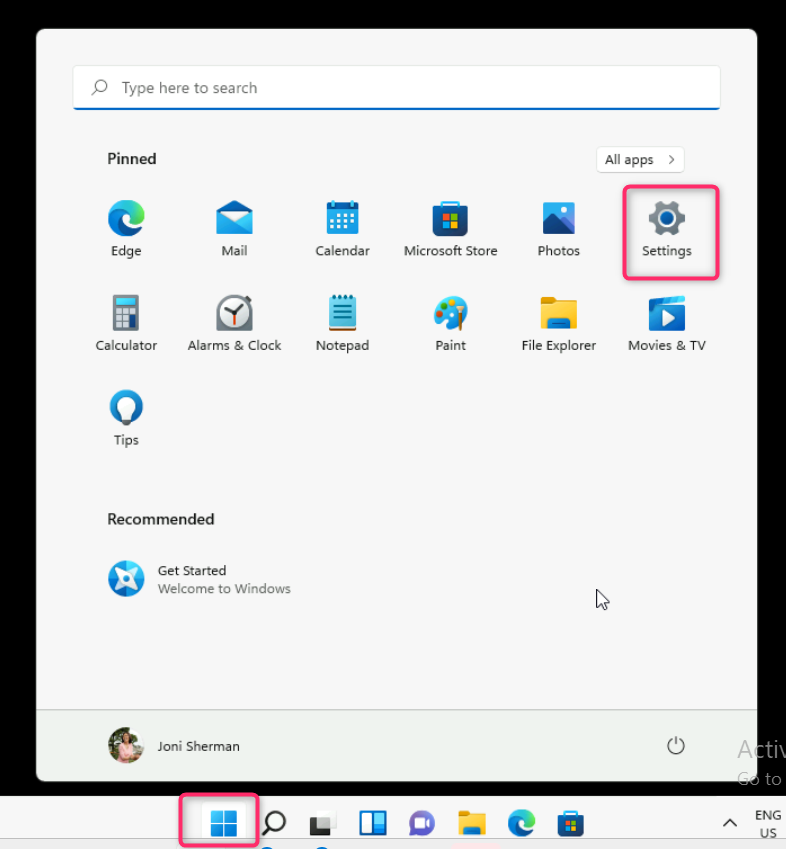 Type here to search
Pinned
All apps
Edge
Mail
Calendar
Microsoft Store
Photos
Settings
Calculator
Alarms & Clock
Notepad
Paint
File Explorer
Movies & TV
Tips
Recommended
Get Started
Welcome to Windows
Joni Sherman
Activ
Go to
ENG
US